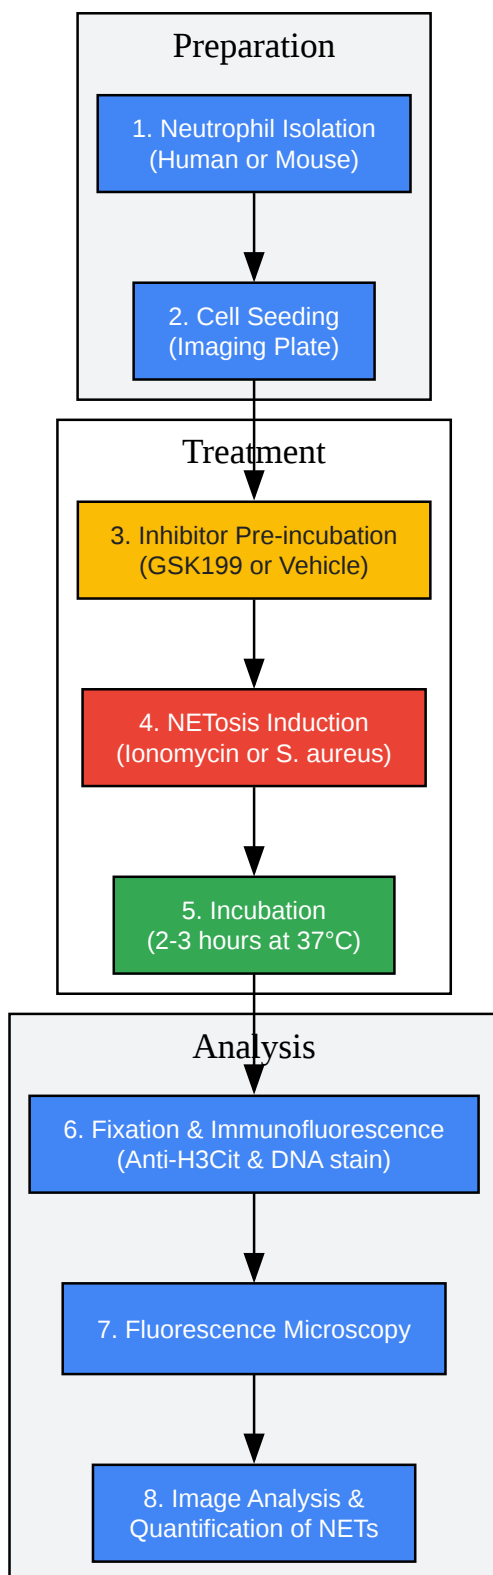 Preparation
1. Neutrophil Isolation
(Human or Mouse)
2. Cell Seeding
(Imaging Plate)
Treatment
3. Inhibitor Pre-incubation
(GSK199 or Vehicle)
4. NETosis Induction
(Ionomycin or S. aureus)
5. Incubation
(2-3 hours at 37°C)
Analysis
6. Fixation & Immunofluorescence
(Anti-H3Cit & DNA stain)
7. Fluorescence Microscopy
8. Image Analysis &
Quantification of NETs